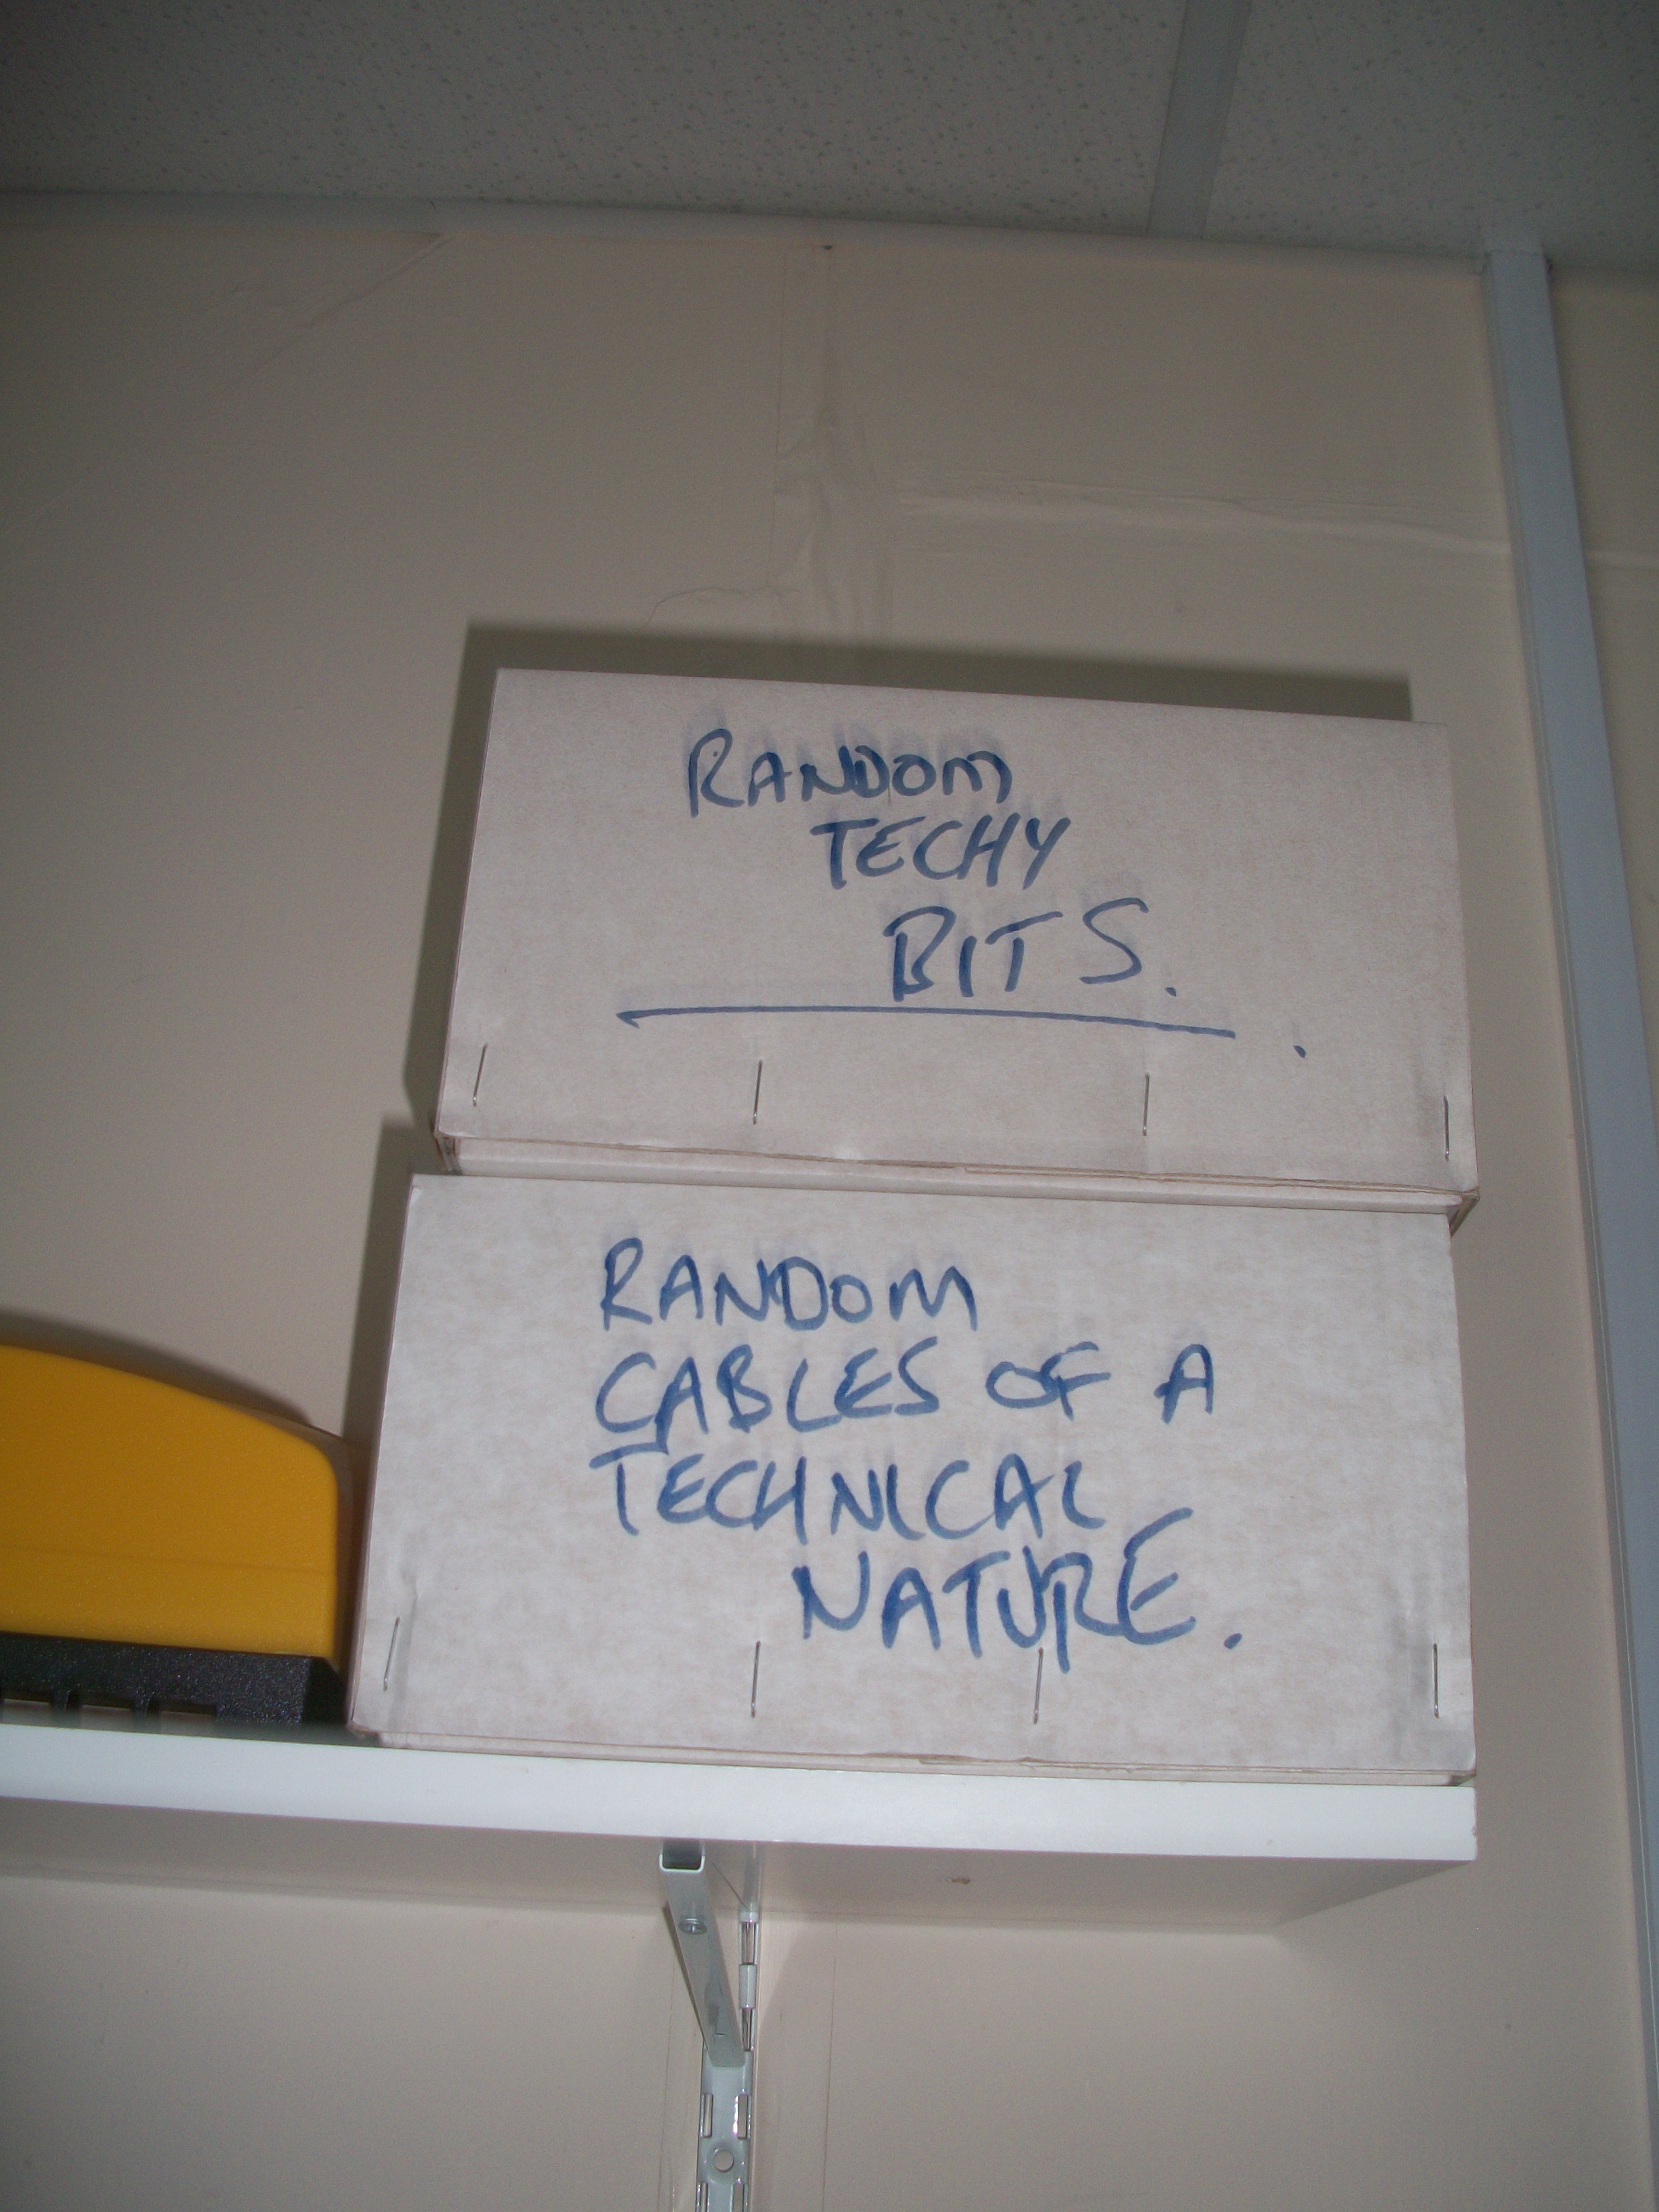 RANDOM
TECHY
BITS.
RANDOM
CABLES OF A
TECHNICAL
NATURE.